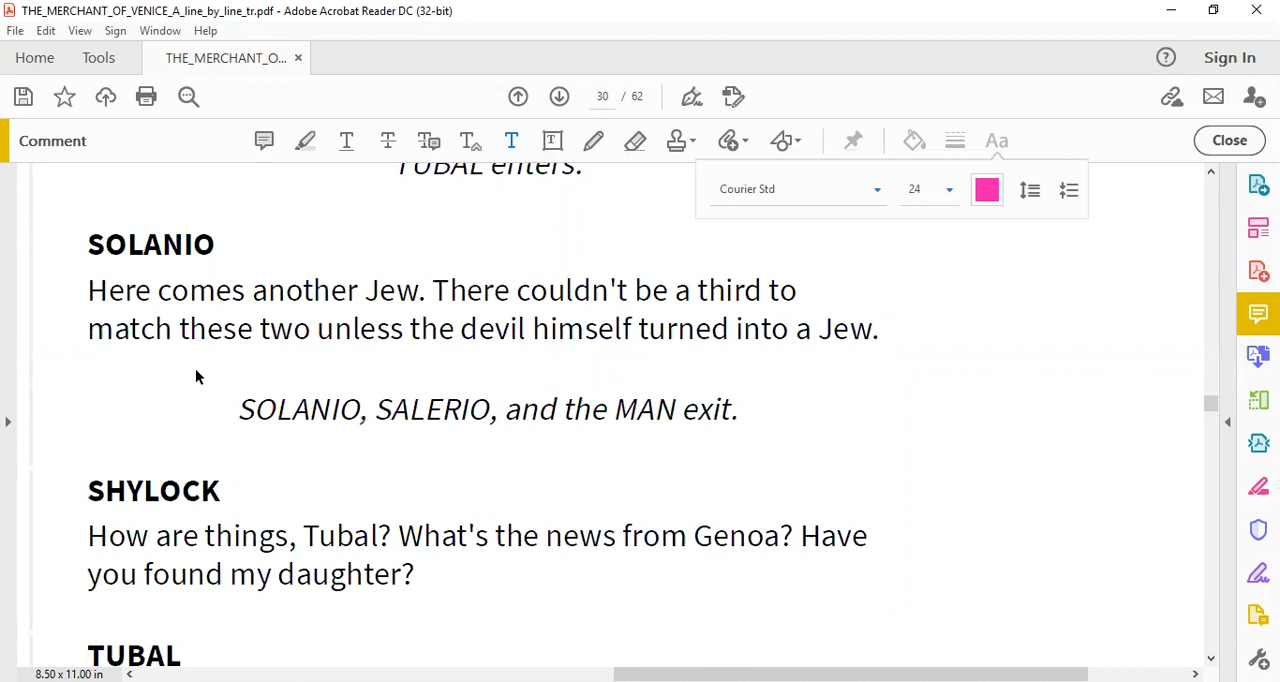 THE_MERCHANT_OF_VENICE_A_line_by_line_tr.pdf - Adobe Acrobat Reader DC (32-bit)
File Edit View Sign Window Help
Home Tools THE_MERCHANT_O... × Sign In
30 / 62
Comment Close
TUBAL enters.
Courier Std 24
SOLANIO
Here comes another Jew. There couldn't be a third to
match these two unless the devil himself turned into a Jew.
SOLANIO, SALERIO, and the MAN exit.
SHYLOCK
How are things, Tubal? What's the news from Genoa? Have
you found my daughter?
TUBAL
8.50 x 11.00 in